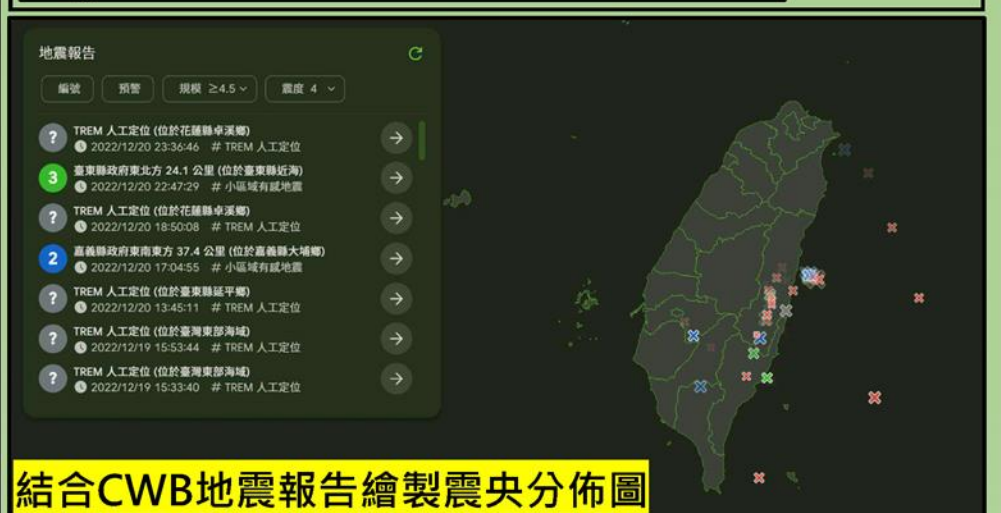 地震報告
編號 預警 規模 ≥4.5 震度 4
? TREM 人工定位 (位於花蓮縣卓溪鄉)
2022/12/20 23:36:46 # TREM 人工定位
3 臺東縣政府東北方 24.1 公里 (位於臺東縣近海)
2022/12/20 22:47:29 # 小區域有感地震
? TREM 人工定位 (位於花蓮縣卓溪鄉)
2022/12/20 18:50:08 # TREM 人工定位
2 嘉義縣政府東南東方 37.4 公里 (位於嘉義縣大埔鄉)
2022/12/20 17:04:55 # 小區域有感地震
? TREM 人工定位 (位於臺東縣延平鄉)
2022/12/20 13:45:11 # TREM 人工定位
? TREM 人工定位 (位於臺灣東部海域)
2022/12/19 15:53:44 # TREM 人工定位
? TREM 人工定位 (位於臺灣東部海域)
2022/12/19 15:33:40 # TREM 人工定位
結合CWB地震報告繪製震央分佈圖